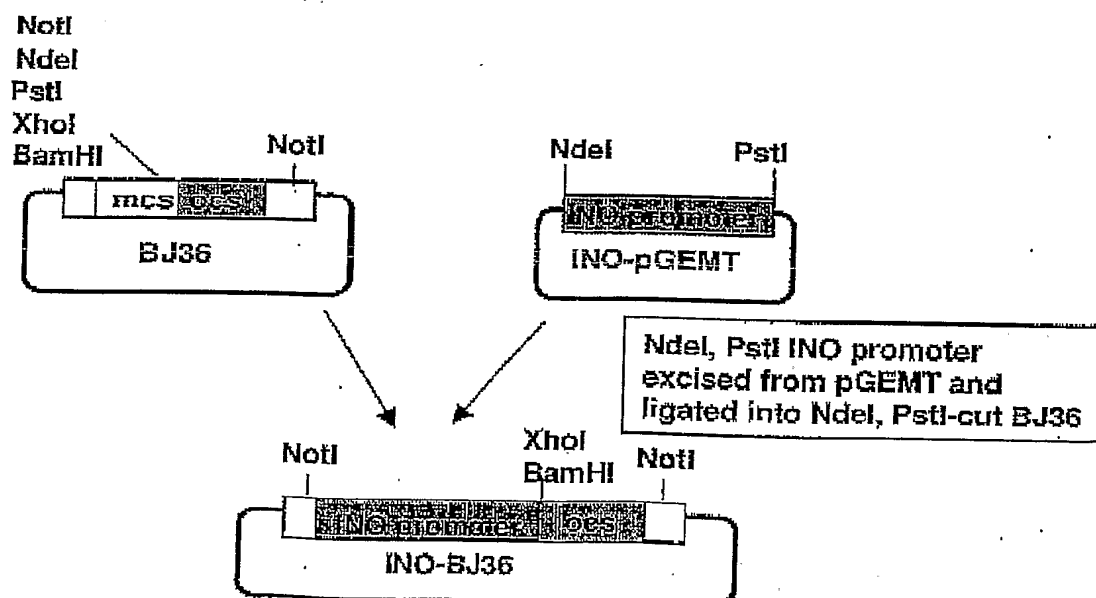 NotI
NdeI
PstI
XhoI
BamHI
NotI
mcs ocs
BJ36
NdeI
PstI
INO promoter
INO-pGEMT
NdeI, PstI INO promoter
excised from pGEMT and
ligated into NdeI, PstI-cut BJ36
NotI
XhoI
BamHI
NotI
INO promoter ocs
INO-BJ36